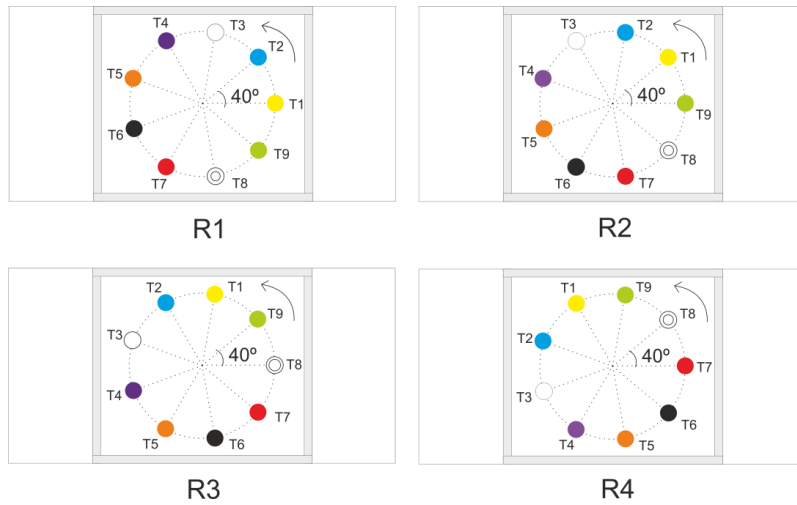 T4 T3
T2
T5
40º T1
T6
T9
T7 T8
R1
T3 T2
T1
T4
40º T9
T5
T8
T6 T7
R2
T2 T1
T9
T3
40º T8
T4
T7
T5 T6
R3
T1 T9
T8
T2
40º T7
T3
T6
T4 T5
R4